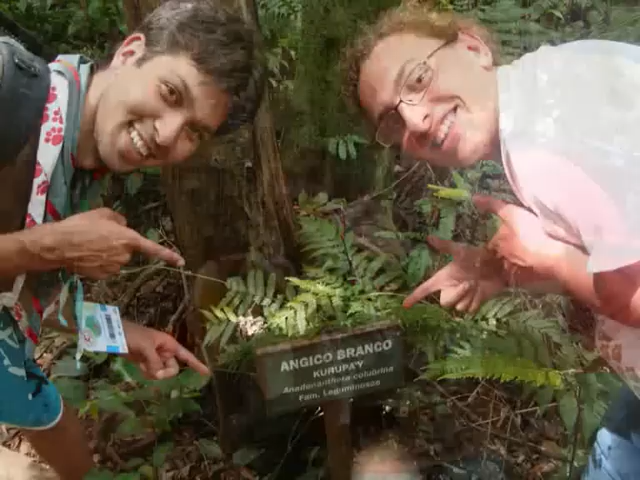 ANGICO BRANCO
KURUPA'Y
Anadenanthera colubrina
Fam. Leguminosae